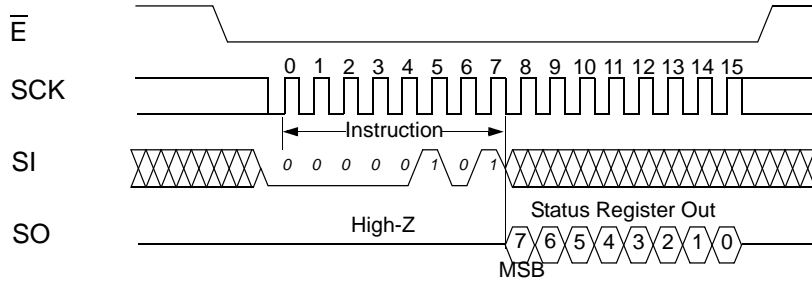 E
0 1 2 3 4 5 6 7 8 9 10 11 12 13 14 15
SCK
Instruction
SI 0 0 0 0 0 1 0 1
Status Register Out
High-Z
SO 7 6 5 4 3 2 1 0
MSB